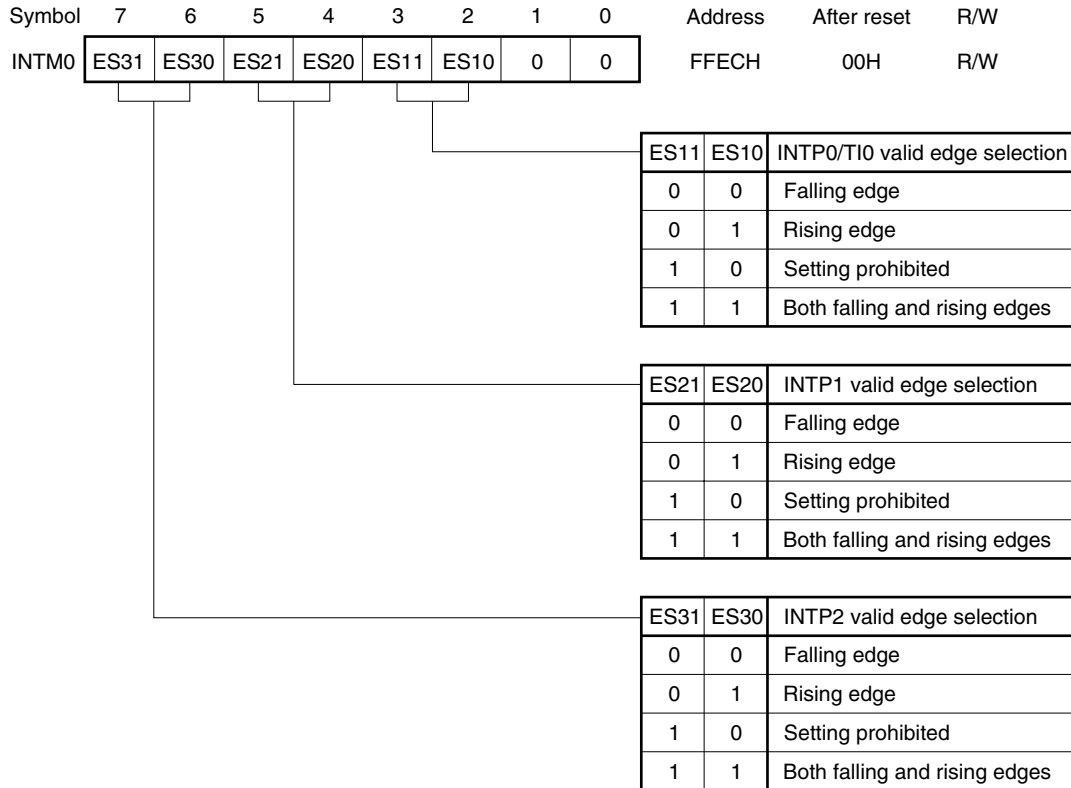 Symbol 7 6 5 4 3 2 1 0 Address After reset R/W
INTM0 ES31 ES30 ES21 ES20 ES11 ES10 0 0 FFECH 00H R/W
ES11 ES10 INTP0/TI0 valid edge selection
0 0 Falling edge
0 1 Rising edge
1 0 Setting prohibited
1 1 Both falling and rising edges
ES21 ES20 INTP1 valid edge selection
0 0 Falling edge
0 1 Rising edge
1 0 Setting prohibited
1 1 Both falling and rising edges
ES31 ES30 INTP2 valid edge selection
0 0 Falling edge
0 1 Rising edge
1 0 Setting prohibited
1 1 Both falling and rising edges